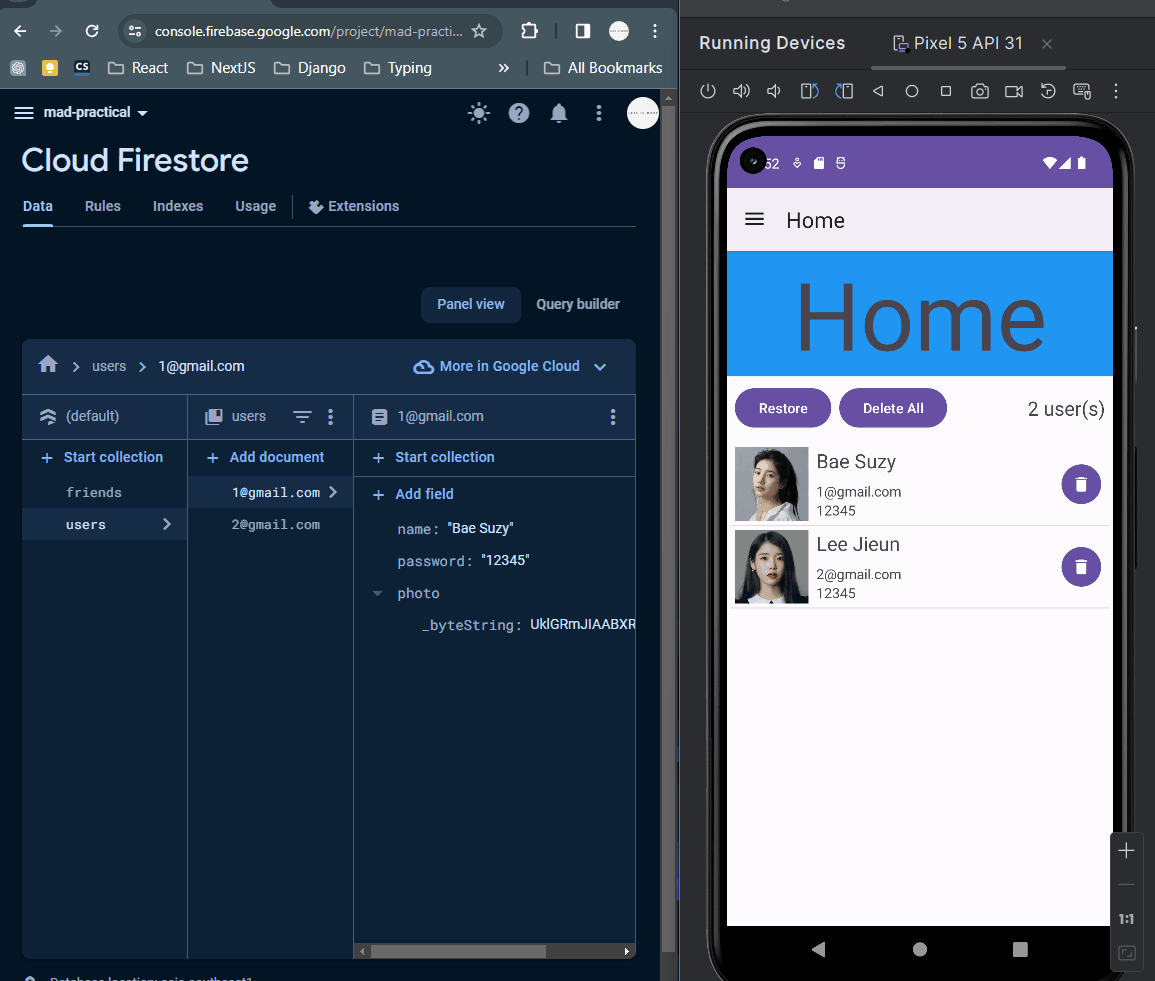 console.firebase.google.com/project/mad-practi...
CS
React
NextJS
Django
Typing
»
All Bookmarks
mad-practical
Cloud Firestore
Data
Rules
Indexes
Usage
Extensions
Panel view
Query builder
users
1@gmail.com
More in Google Cloud
(default)
users
1@gmail.com
+ Start collection
+ Add document
+ Start collection
friends
users
1@gmail.com
2@gmail.com
+ Add field
name: "Bae Suzy"
password: "12345"
photo
_byteString: UklGRmJIAABXR
Running Devices
Pixel 5 API 31
52
Home
Home
Restore
Delete All
2 user(s)
Bae Suzy
1@gmail.com
12345
Lee Jieun
2@gmail.com
12345
1:1